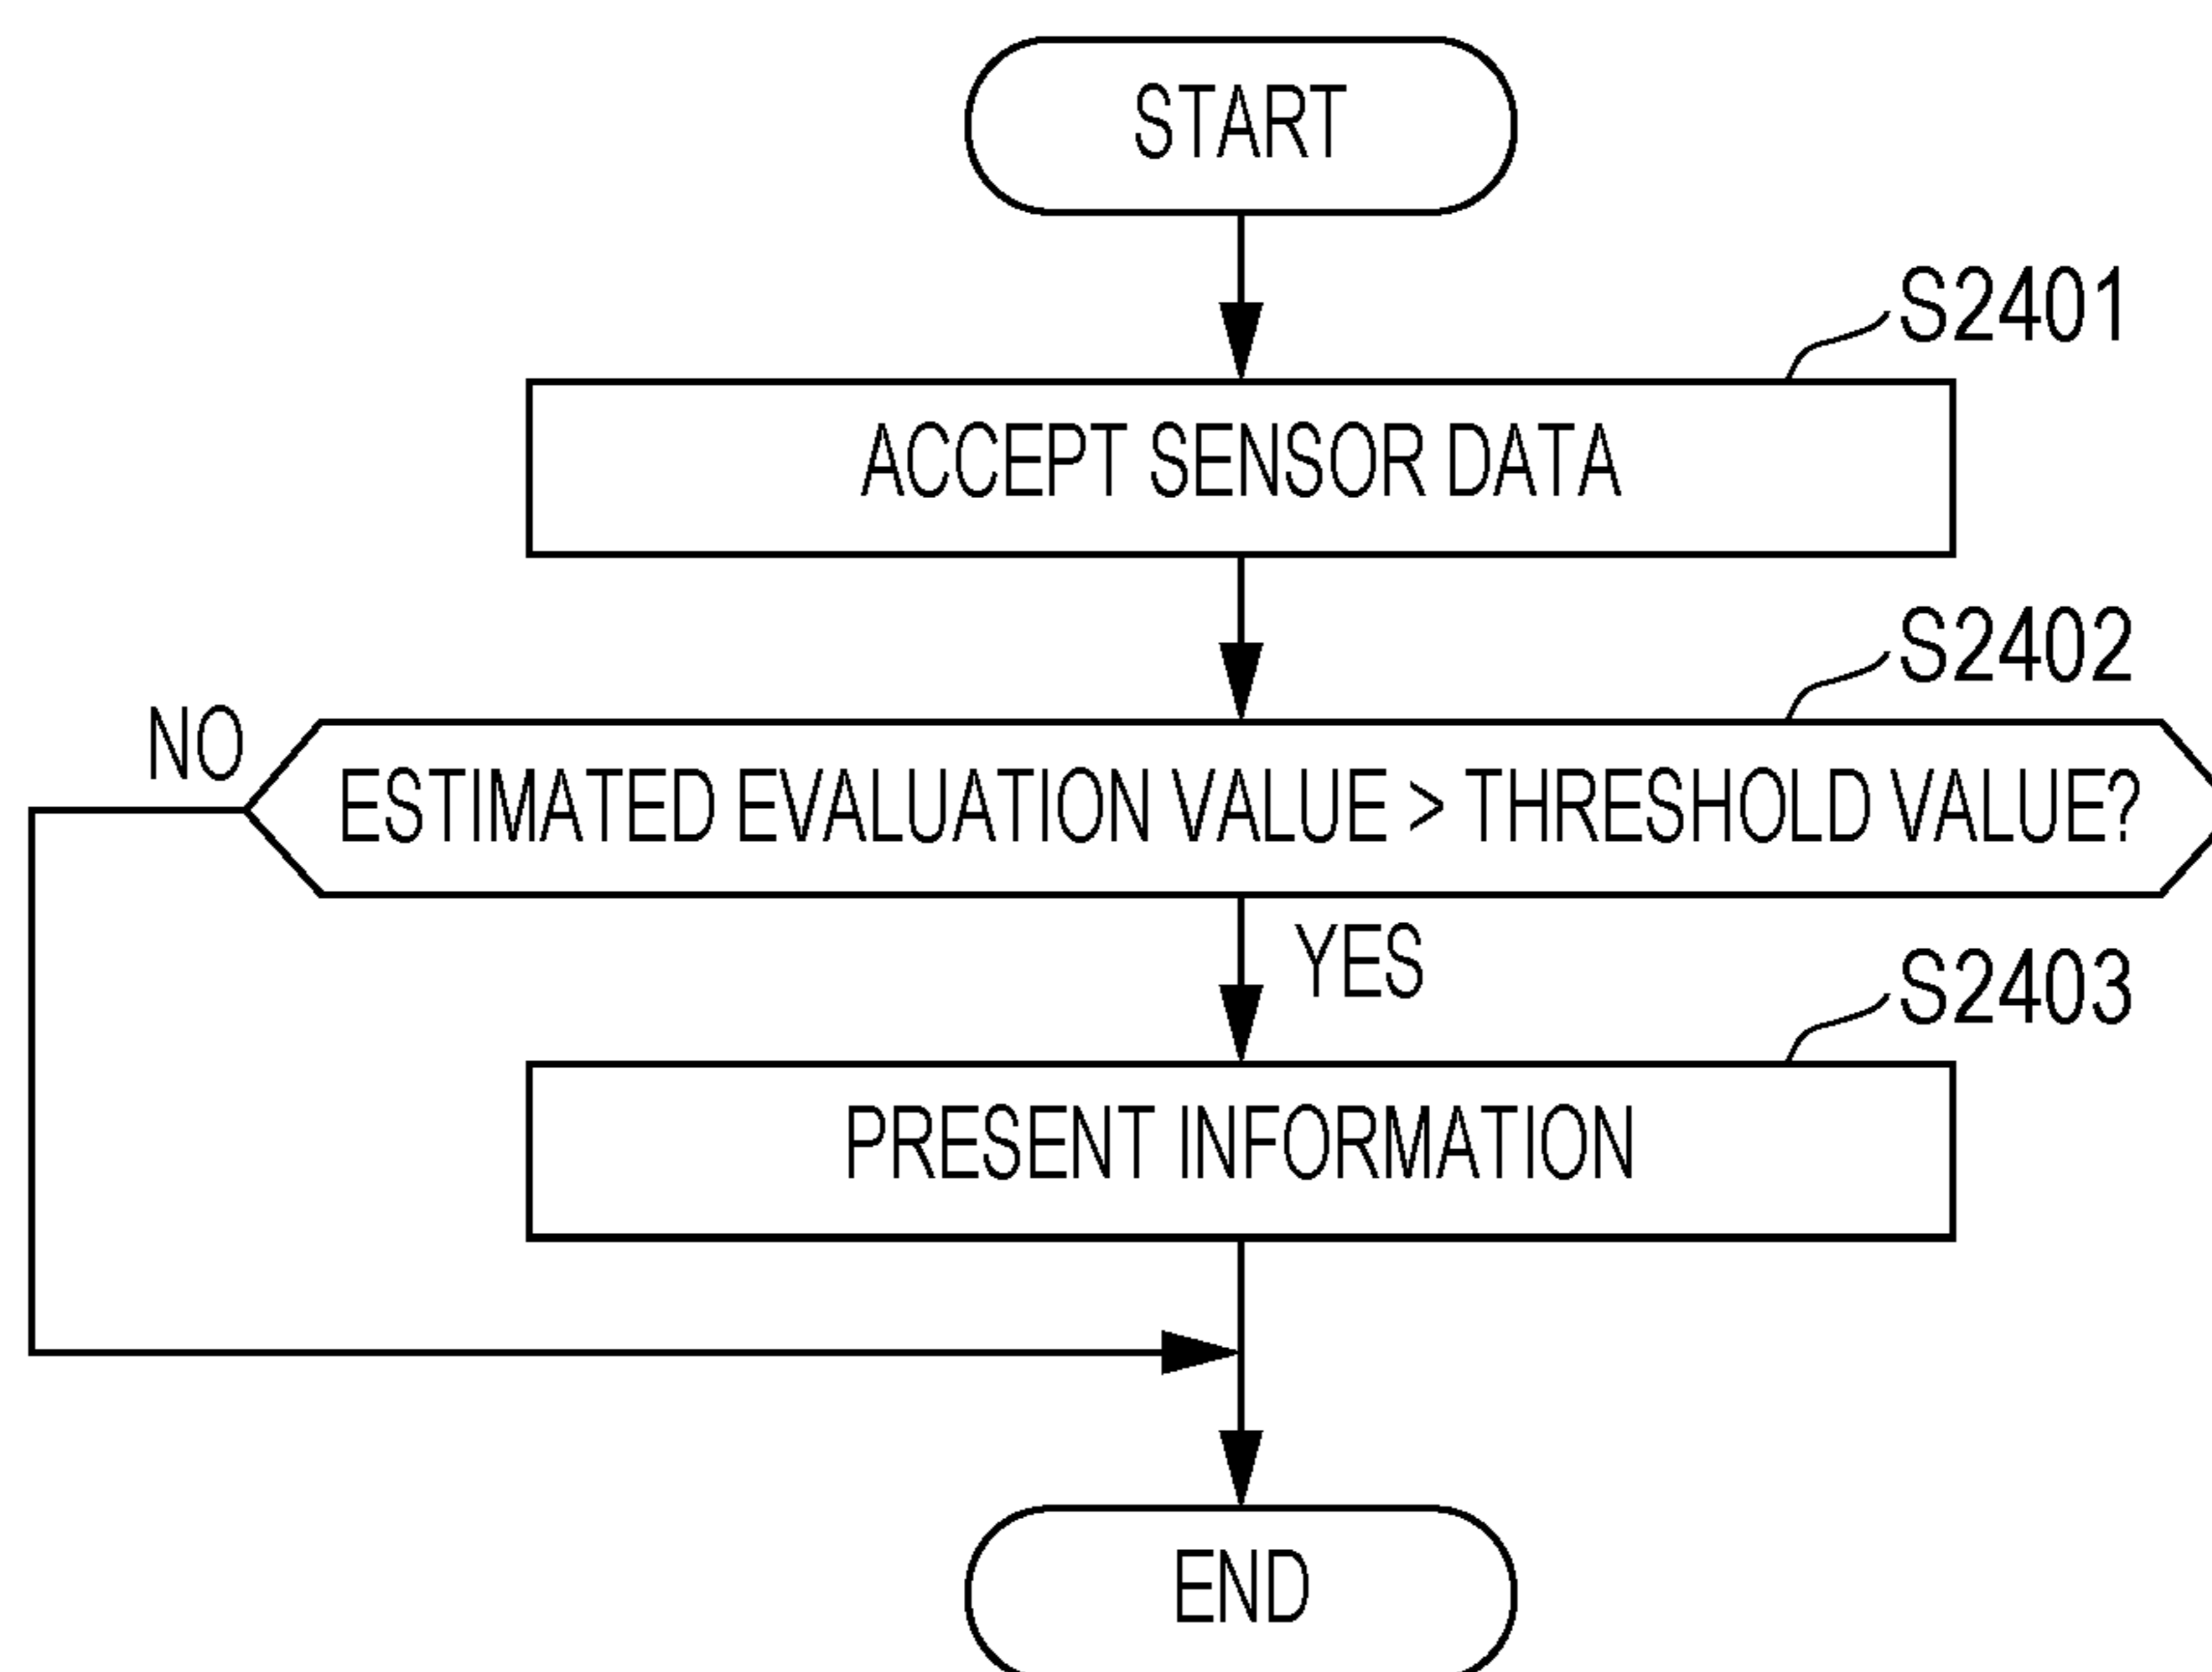 START
S2401
ACCEPT SENSOR DATA
S2402
NO
ESTIMATED EVALUATION VALUE > THRESHOLD VALUE?
YES
S2403
PRESENT INFORMATION
END